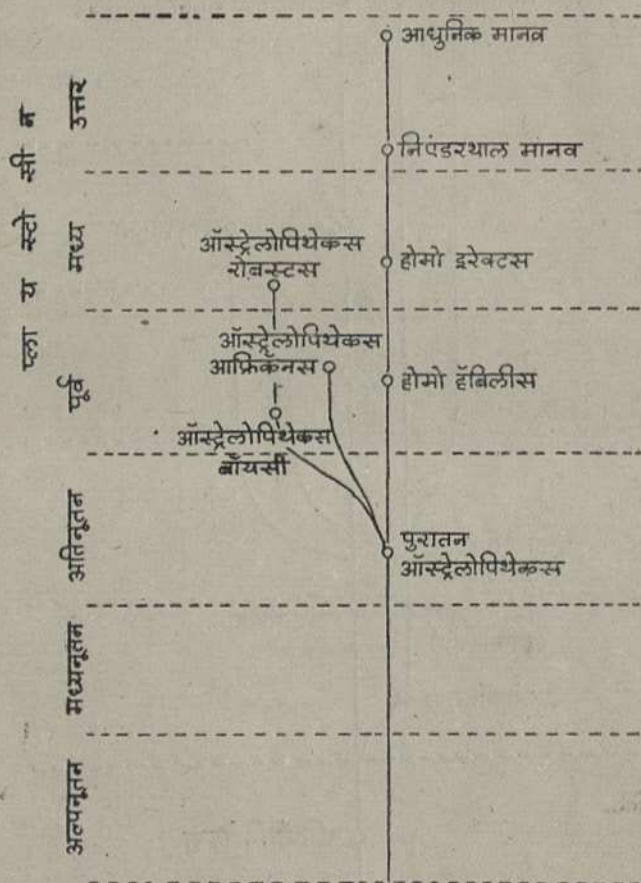 आधुनिक मानव
निएंडरथाल मानव
ऑस्ट्रेलोपिथेकस
रोबस्टस
होमो इरेक्टस
ऑस्ट्रेलोपिथेकस
आफ्रिकॅनस
होमो हॅबिलीस
ऑस्ट्रेलोपिथेकस
बॉयसी
पुरातन
ऑस्ट्रेलोपिथेकस
प्लायस्टोसीन
उत्तर
मध्य
पूर्व
अतिनूतन
मध्यनूतन
अल्पनूतन